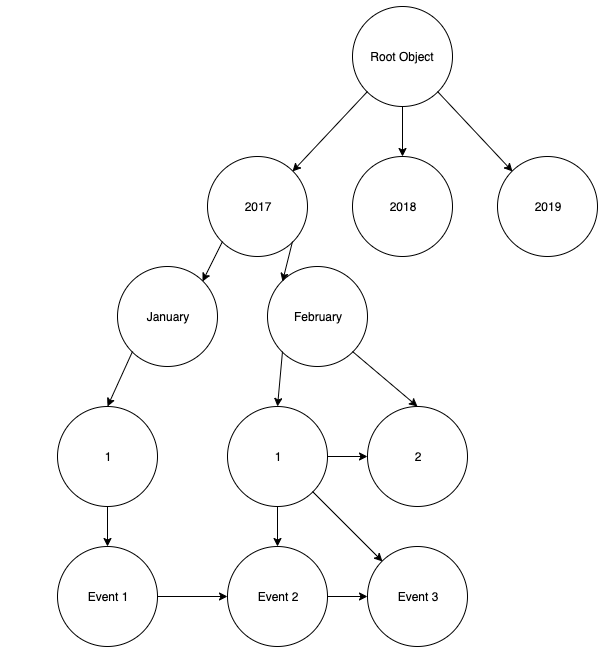 Root Object
2017
2018
2019
January
February
1
1
2
Event 1
Event 2
Event 3